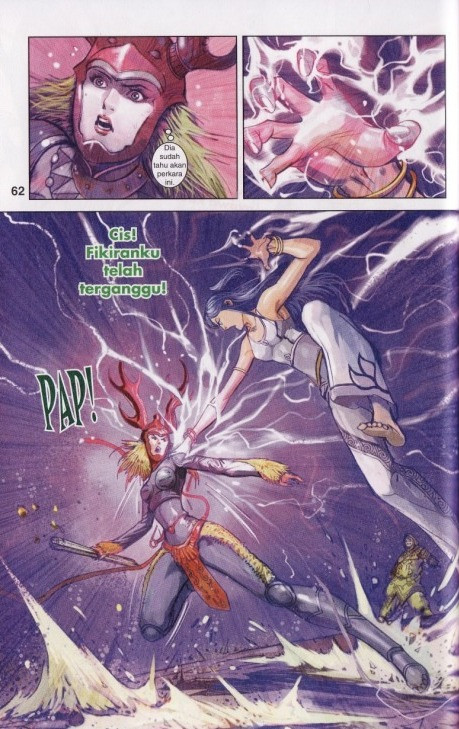 Dia
sudah
tahu akan
perkara
ini.
62
Cis!
Fikiranku
telah
terganggu!
PAP!